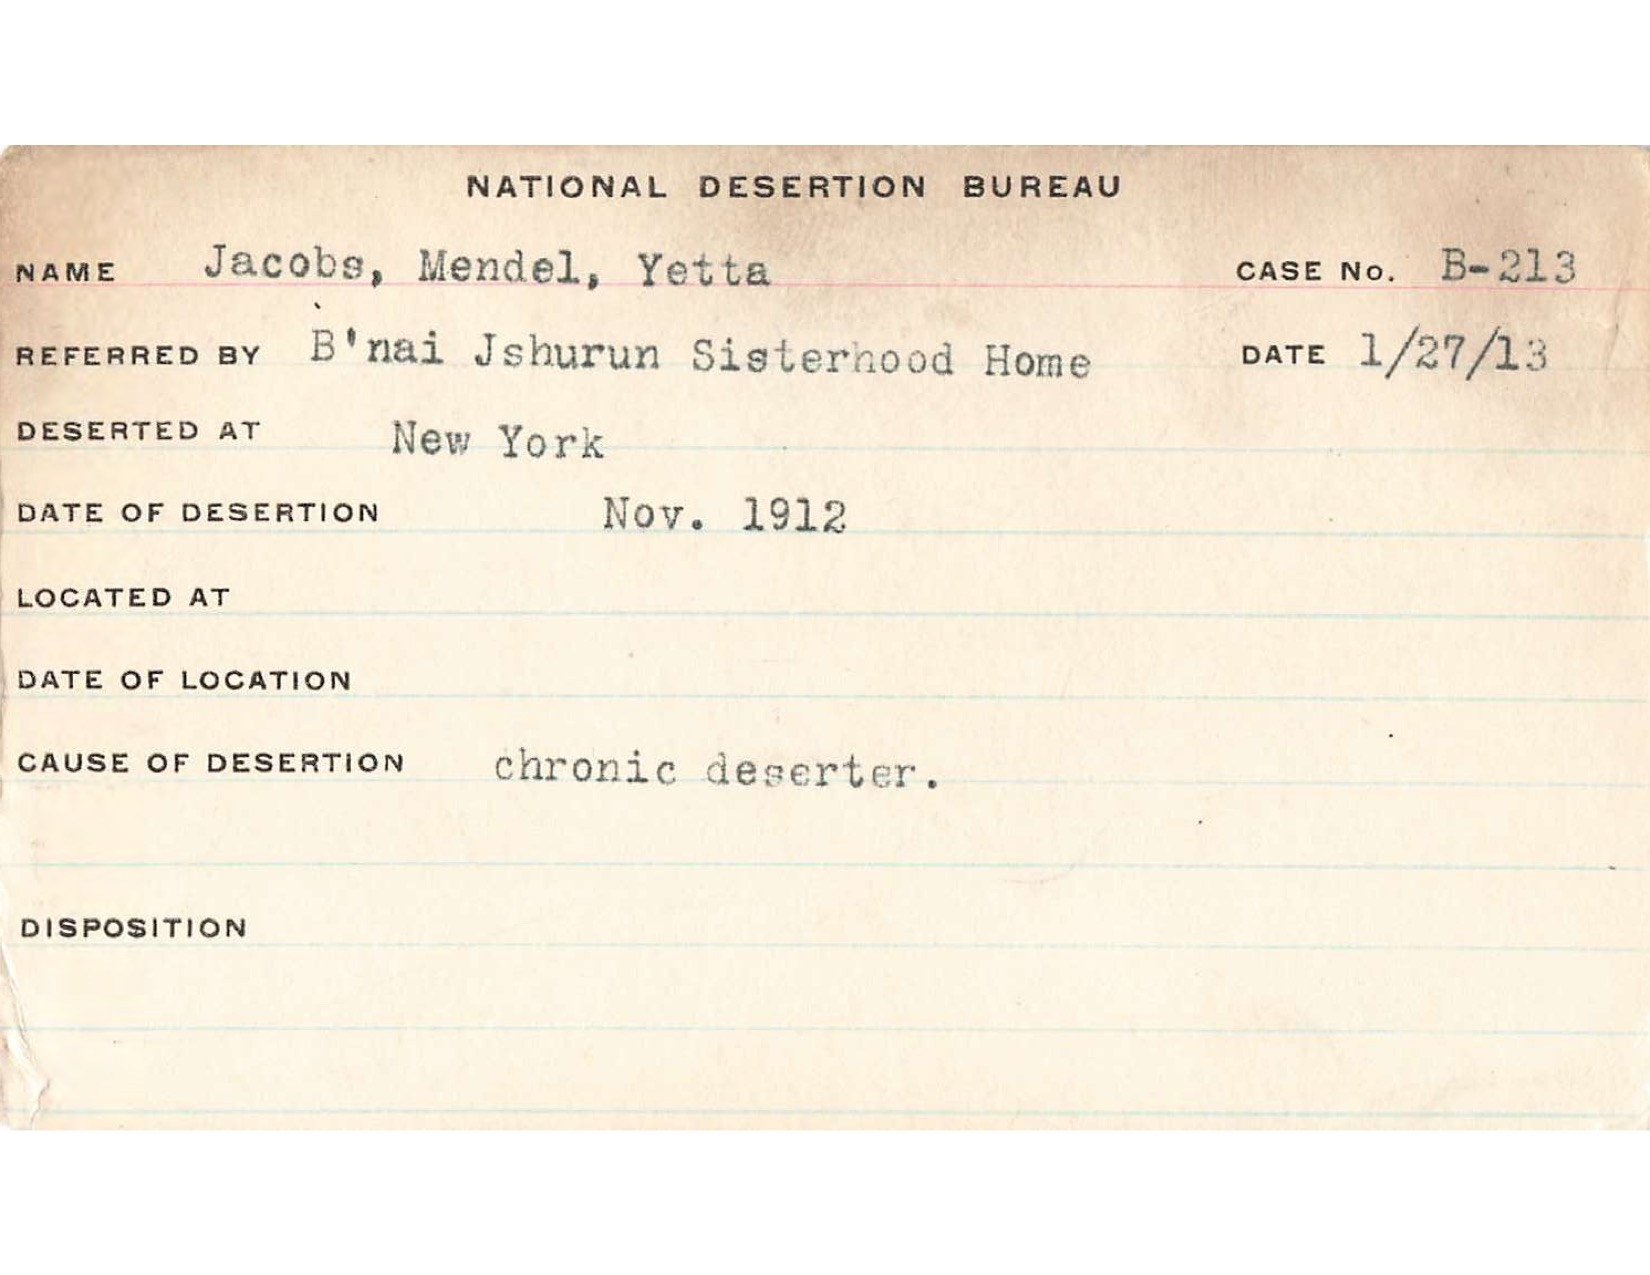 NATIONAL DESERTION BUREAU
NAME Jacobs, Mendel, Yetta CASE No. B-213
REFERRED BY B'nai Jshurun Sisterhood Home DATE 1/27/13
DESERTED AT New York
DATE OF DESERTION Nov. 1912
LOCATED AT
DATE OF LOCATION
CAUSE OF DESERTION chronic deserter.
DISPOSITION